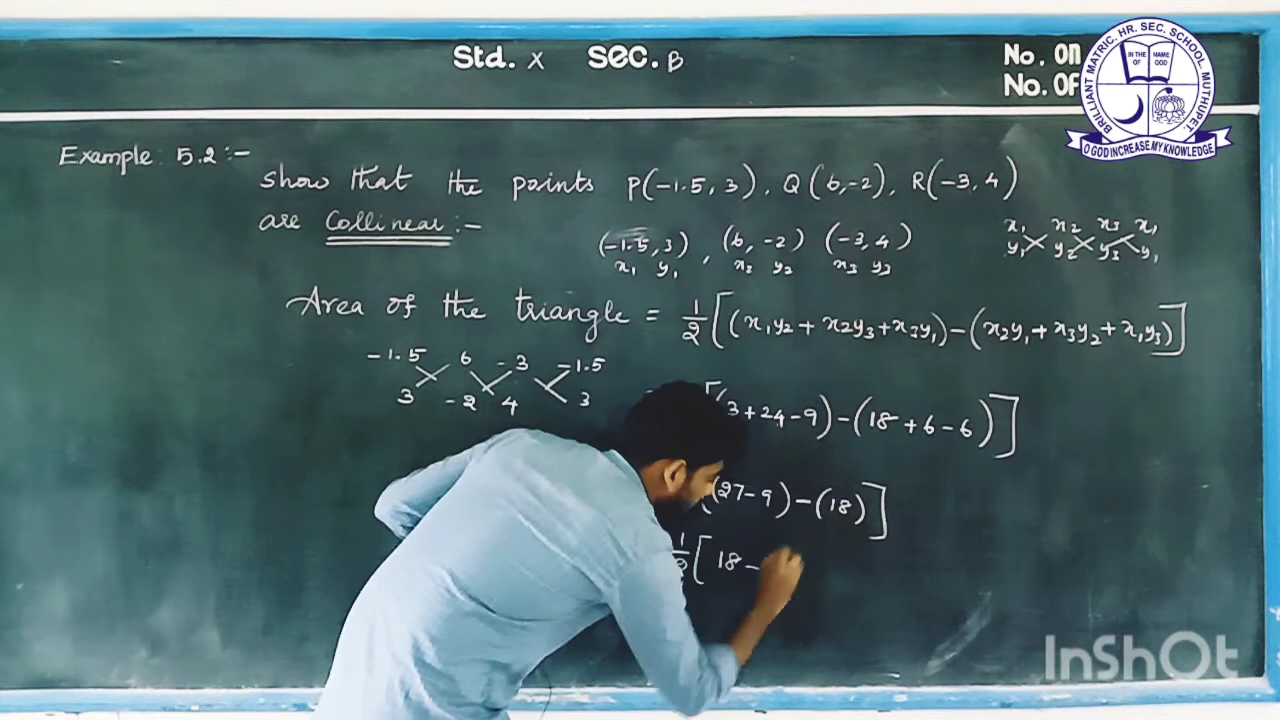 Std. X Sec. B
No. On
No. Of
BRILLIANT MATRIC. HR. SEC. SCHOOL. MUTHUPET.
IN THE NAME
OF GOD
O GOD INCREASE MY KNOWLEDGE
Example: 5.2:-
show that the points P(-1.5, 3), Q(6,-2), R(-3, 4)
are Collinear:-
(-1.5, 3), (6, -2) (-3, 4)
x₁ y₁ x₂ y₂ x₃ y₃
x₁ x₂ x₃ x₁
y₁ y₂ y₃ y₁
Area of the triangle = 1/2[(x₁y₂ + x₂y₃ + x₃y₁) - (x₂y₁ + x₃y₂ + x₁y₃)]
-1.5 6 -3 -1.5
3 -2 4 3
[(3 + 24 - 9) - (18 + 6 - 6)]
(27 - 9) - (18)]
1/2[18 -
InShOt